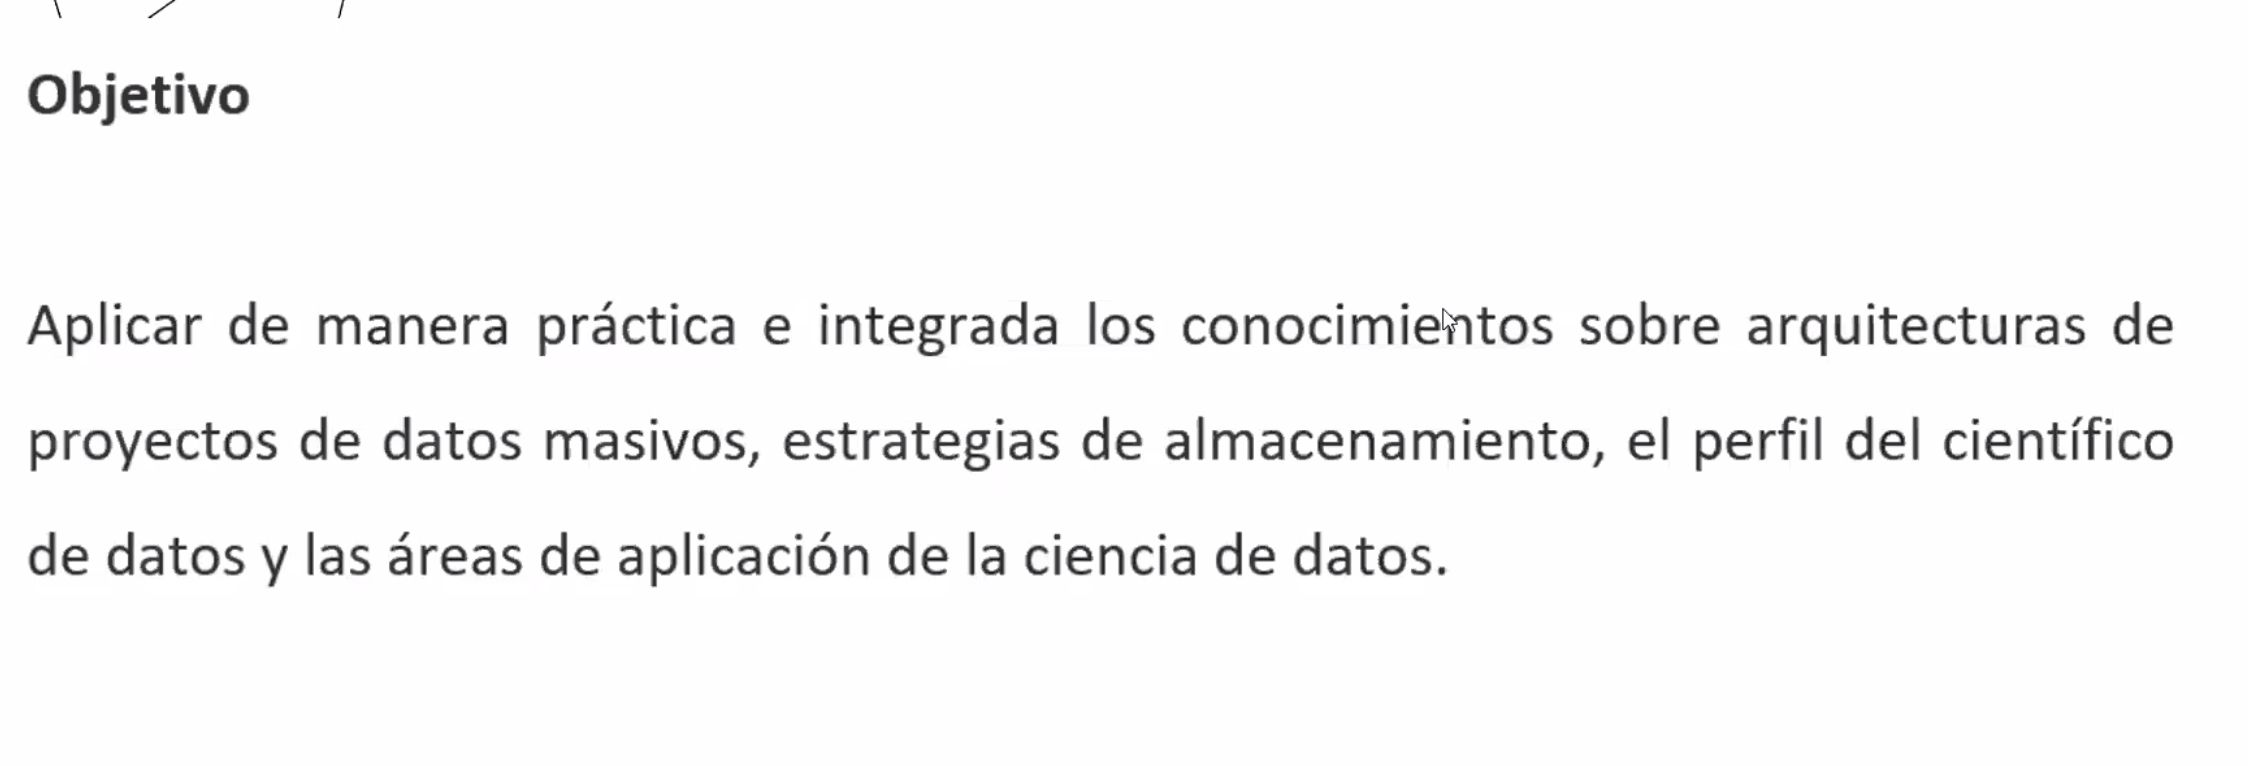 Objetivo
Aplicar de manera práctica e integrada los conocimientos sobre arquitecturas de
proyectos de datos masivos, estrategias de almacenamiento, el perfil del científico
de datos y las áreas de aplicación de la ciencia de datos.